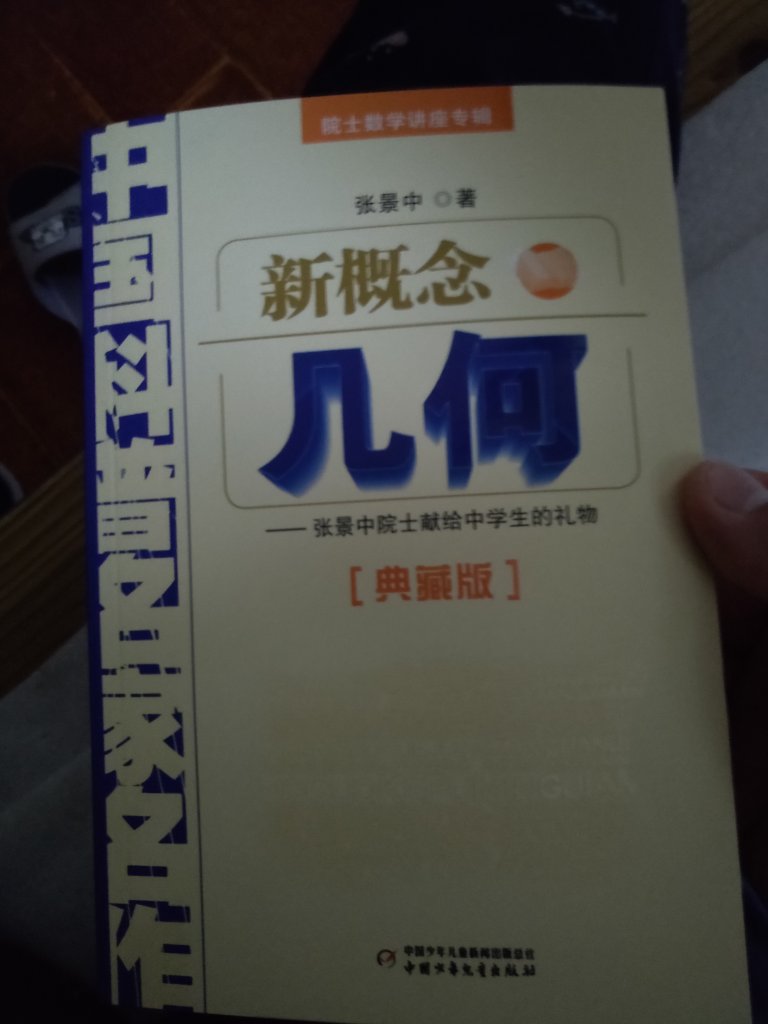 院士数学讲座专辑
张景中 ◎ 著
新概念
几何
—— 张景中院士献给中学生的礼物
[ 典藏版 ]
中国科普名家名作
中国少年儿童新闻出版总社
中国少年儿童出版社